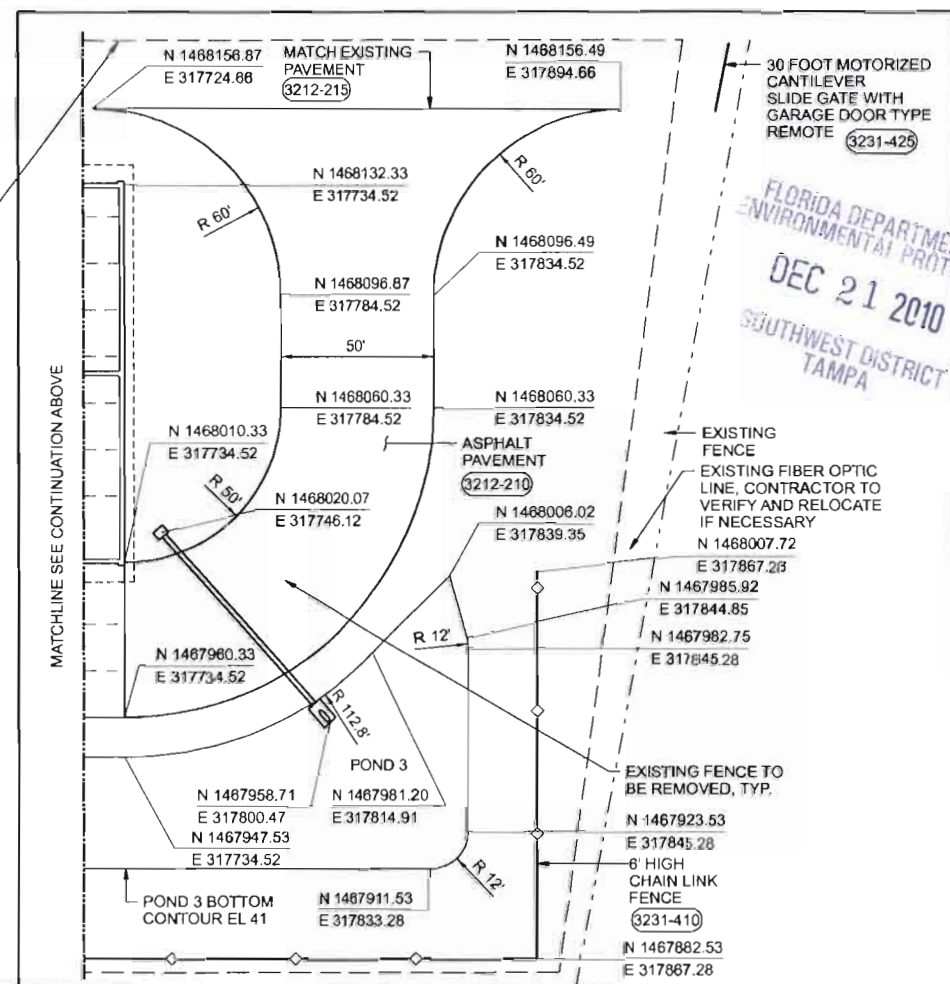 N 1468156.87
E 317724.66
MATCH EXISTING
PAVEMENT
3212-215
N 1468156.49
E 317894.66
30 FOOT MOTORIZED
CANTILEVER
SLIDE GATE WITH
GARAGE DOOR TYPE
REMOTE 3231-425
R 60'
N 1468132.33
E 317734.52
R 60'
FLORIDA
DEC 21 2010
SOUTHWEST DISTRICT
TAMPA
N 1468096.49
E 317834.52
N 1468096.87
E 317784.52
50'
N 1468060.33
E 317784.52
N 1468060.33
E 317834.52
MATCHLINE SEE CONTINUATION ABOVE
N 1468010.33
E 317734.52
ASPHALT
PAVEMENT
3212-210
EXISTING
FENCE
EXISTING FIBER OPTIC
LINE, CONTRACTOR TO
VERIFY AND RELOCATE
IF NECESSARY
R 50'
N 1468020.07
E 317746.12
N 1468006.02
E 317839.35
N 1468007.72
E 317867.28
N 1467985.92
E 317844.85
R 12'
N 1467982.75
E 317845.28
N 1467960.33
E 317734.52
R 112.8'
POND 3
EXISTING FENCE TO
BE REMOVED, TYP.
N 1467958.71
E 317800.47
N 1467981.20
E 317814.91
N 1467947.53
E 317734.52
N 1467923.53
E 317845.28
6' HIGH
CHAIN LINK
FENCE
3231-410
R 12'
POND 3 BOTTOM
CONTOUR EL 41
N 1467911.53
E 317833.28
N 1467882.53
E 317867.28